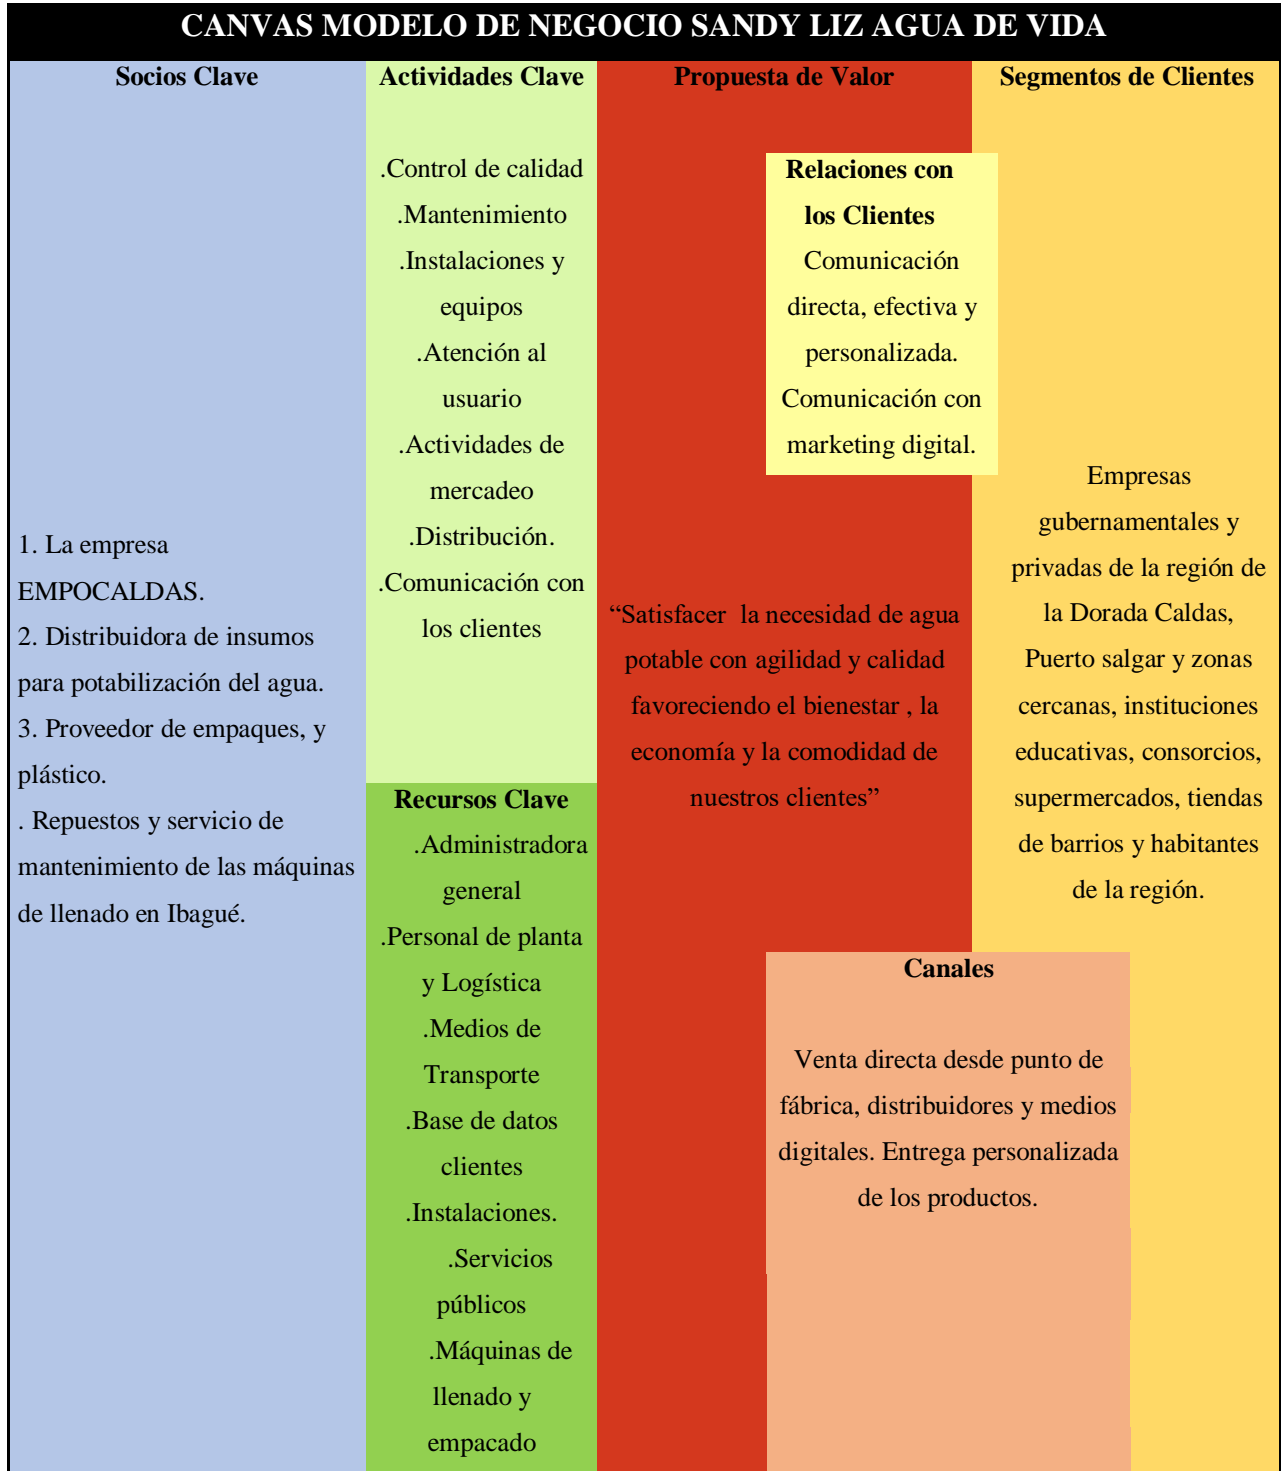 CANVAS MODELO DE NEGOCIO SANDY LIZ AGUA DE VIDA
Socios Clave
1. La empresa
EMPOCALDAS.
2. Distribuidora de insumos
para potabilización del agua.
3. Proveedor de empaques, y
plástico.
. Repuestos y servicio de
mantenimiento de las máquinas
de llenado en Ibagué.
Actividades Clave
.Control de calidad
.Mantenimiento
.Instalaciones y
equipos
.Atención al
usuario
.Actividades de
mercadeo
.Distribución.
.Comunicación con
los clientes
Recursos Clave
.Administradora
general
.Personal de planta
y Logística
.Medios de
Transporte
.Base de datos
clientes
.Instalaciones.
.Servicios
públicos
.Máquinas de
llenado y
empacado
Propuesta de Valor
“Satisfacer  la necesidad de agua
potable con agilidad y calidad
favoreciendo el bienestar , la
economía y la comodidad de
nuestros clientes”
Relaciones con
los Clientes
Comunicación
directa, efectiva y
personalizada.
Comunicación con
marketing digital.
Canales
Venta directa desde punto de
fábrica, distribuidores y medios
digitales. Entrega personalizada
de los productos.
Segmentos de Clientes
Empresas
gubernamentales y
privadas de la región de
la Dorada Caldas,
Puerto salgar y zonas
cercanas, instituciones
educativas, consorcios,
supermercados, tiendas
de barrios y habitantes
de la región.